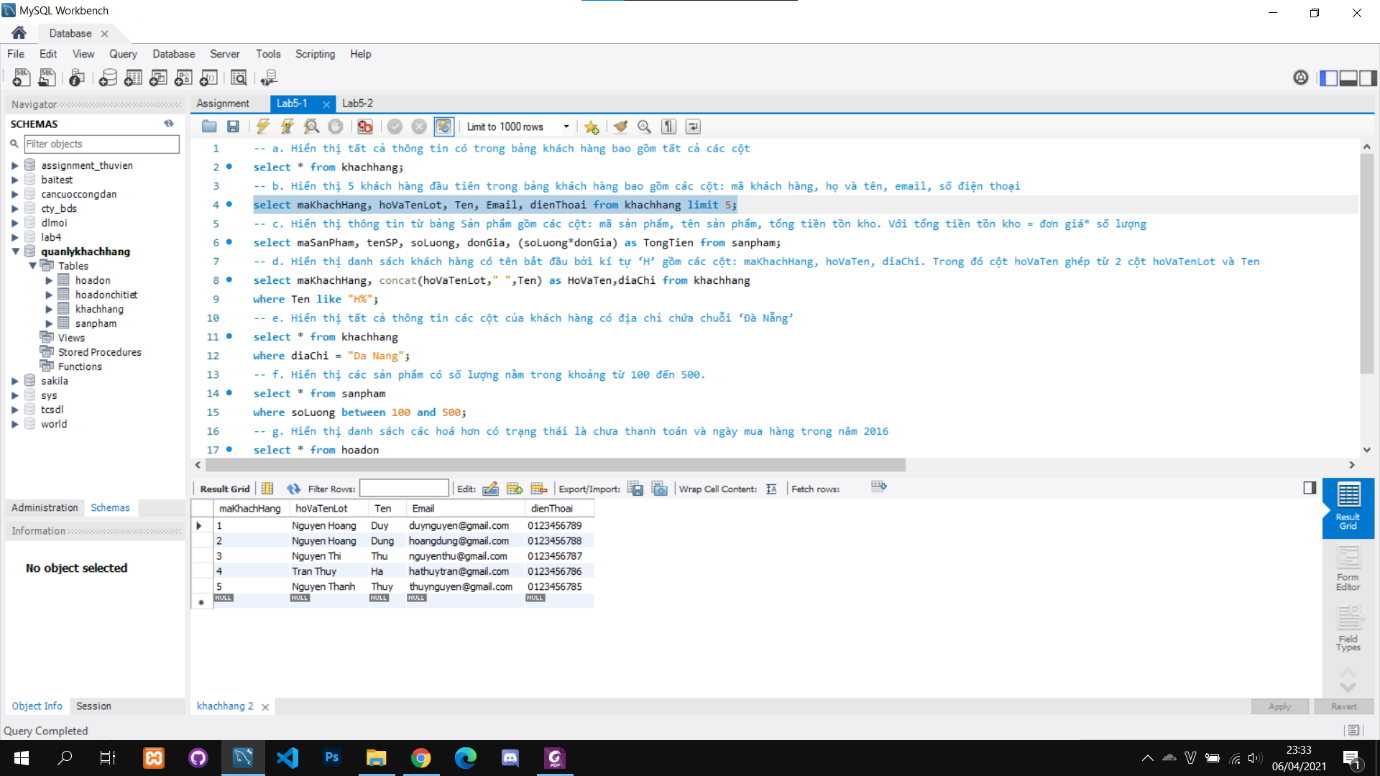 MySQL Workbench
Database
File Edit View Query Database Server Tools Scripting Help
Navigator
SCHEMAS
Filter objects
assignment_thuvien
baitest
cancuoccongdan
cty_bds
dlmoi
lab4
quanlykhachhang
Tables
hoadon
hoadonchitiet
khachhang
sanpham
Views
Stored Procedures
Functions
sakila
sys
tcsdl
world
Administration Schemas
Information
No object selected
Object Info Session
Query Completed
Assignment Lab5-1 Lab5-2
Limit to 1000 rows
1 -- a. Hiển thị tất cả thông tin có trong bảng khách hàng bao gồm tất cả các cột
2 select * from khachhang;
3 -- b. Hiển thị 5 khách hàng đầu tiên trong bảng khách hàng bao gồm các cột: mã khách hàng, họ và tên, email, số điện thoại
4 select maKhachHang, hoVaTenLot, Ten, Email, dienThoai from khachhang limit 5;
5 -- c. Hiển thị thông tin từ bảng Sản phẩm gồm các cột: mã sản phẩm, tên sản phẩm, tổng tiền tồn kho. Với tổng tiền tồn kho = đơn giá* số lượng
6 select maSanPham, tenSP, soLuong, donGia, (soLuong*donGia) as TongTien from sanpham;
7 -- d. Hiển thị danh sách khách hàng có tên bắt đầu bởi kí tự ‘H’ gồm các cột: maKhachHang, hoVaTen, diaChi. Trong đó cột hoVaTen ghép từ 2 cột hoVaTenLot và Ten
8 select maKhachHang, concat(hoVaTenLot," ",Ten) as HoVaTen,diaChi from khachhang
9 where Ten like "H%";
10 -- e. Hiển thị tất cả thông tin các cột của khách hàng có địa chỉ chứa chuỗi ‘Đà Nẵng’
11 select * from khachhang
12 where diaChi = "Da Nang";
13 -- f. Hiển thị các sản phẩm có số lượng nằm trong khoảng từ 100 đến 500.
14 select * from sanpham
15 where soLuong between 100 and 500;
16 -- g. Hiển thị danh sách các hoá hơn có trạng thái là chưa thanh toán và ngày mua hàng trong năm 2016
17 select * from hoadon
Result Grid Filter Rows: Edit: Export/Import: Wrap Cell Content: Fetch rows:
maKhachHang hoVaTenLot Ten Email dienThoai
1 Nguyen Hoang Duy duynguyen@gmail.com 0123456789
2 Nguyen Hoang Dung hoangdung@gmail.com 0123456788
3 Nguyen Thi Thu nguyenthu@gmail.com 0123456787
4 Tran Thuy Ha hathuytran@gmail.com 0123456786
5 Nguyen Thanh Thuy thuynguyen@gmail.com 0123456785
NULL NULL NULL NULL NULL
Result
Grid
Form
Editor
Field
Types
khachhang 2
Apply Revert
Ps
PDF
23:33
06/04/2021
1